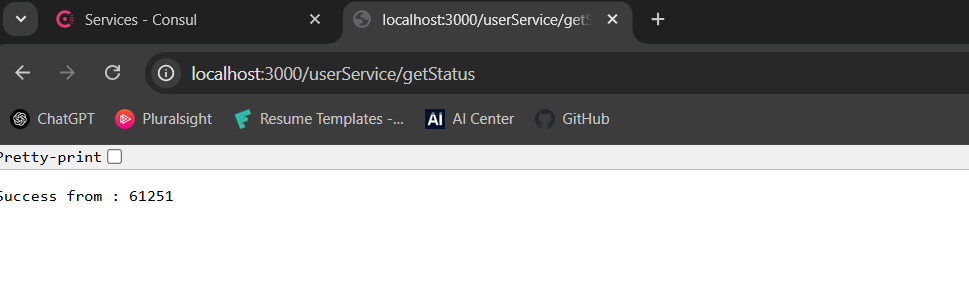 Services - Consul
localhost:3000/userService/getS
localhost:3000/userService/getStatus
ChatGPT
Pluralsight
Resume Templates -...
AI AI Center
GitHub
Pretty-print
Success from : 61251